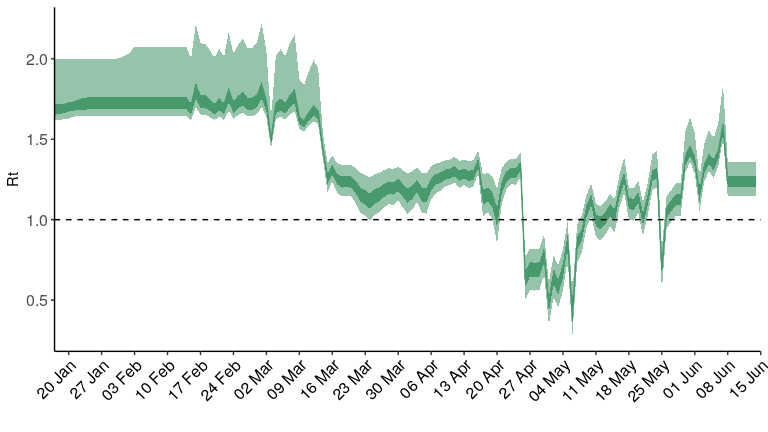 2.0
1.5
Rt
1.0
0.5
20 Jan
27 Jan
03 Feb
10 Feb
17 Feb
24 Feb
02 Mar
09 Mar
16 Mar
23 Mar
30 Mar
06 Apr
13 Apr
20 Apr
27 Apr
04 May
11 May
18 May
25 May
01 Jun
08 Jun
15 Jun